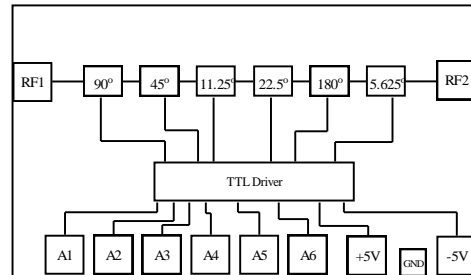 RF1 90° 45° 11.25° 22.5° 180° 5.625° RF2
TTL Driver
A1 A2 A3 A4 A5 A6 +5V GND -5V